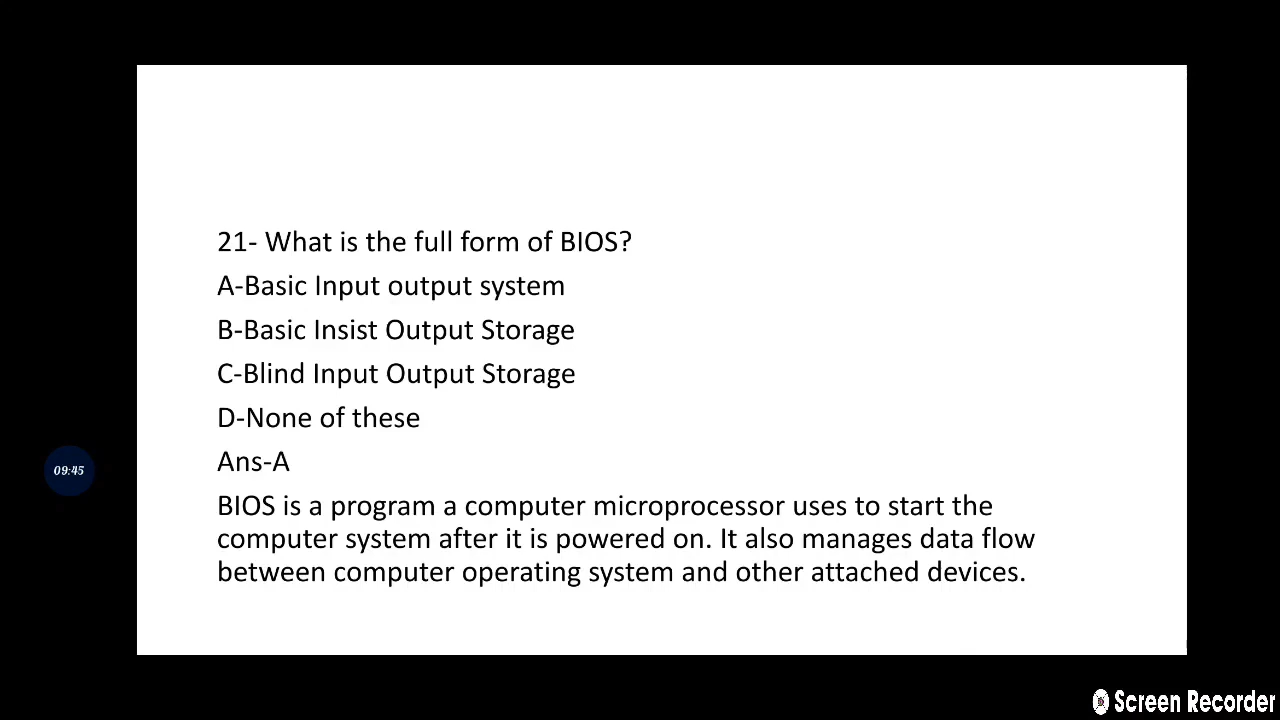 21- What is the full form of BIOS?
A-Basic Input output system
B-Basic Insist Output Storage
C-Blind Input Output Storage
D-None of these
Ans-A
BIOS is a program a computer microprocessor uses to start the
computer system after it is powered on. It also manages data flow
between computer operating system and other attached devices.
09:45
Screen Recorder